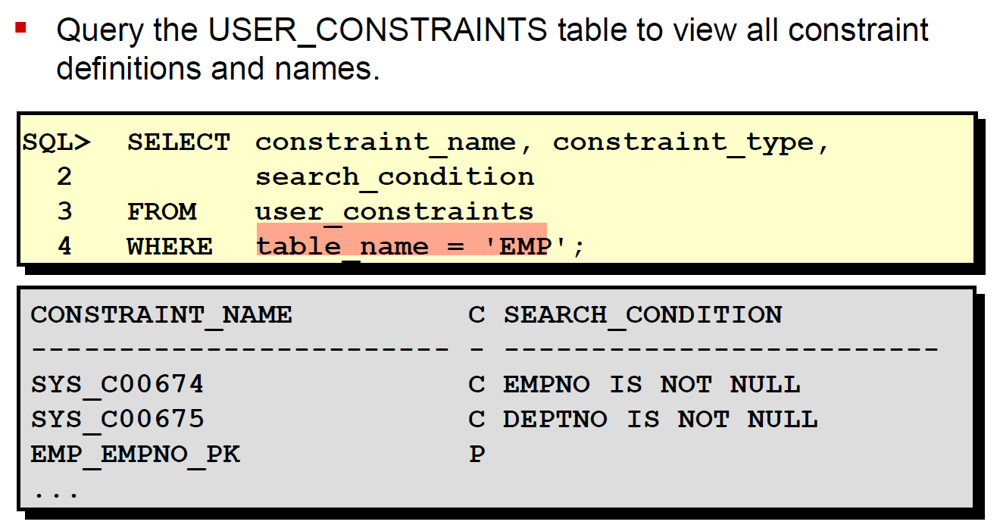 ▪ Query the USER_CONSTRAINTS table to view all constraint
definitions and names.
SQL> SELECT constraint_name, constraint_type,
2 search_condition
3 FROM user_constraints
4 WHERE table_name = 'EMP';
CONSTRAINT_NAME C SEARCH_CONDITION
------------------------ - -------------------------
SYS_C00674 C EMPNO IS NOT NULL
SYS_C00675 C DEPTNO IS NOT NULL
EMP_EMPNO_PK P
...